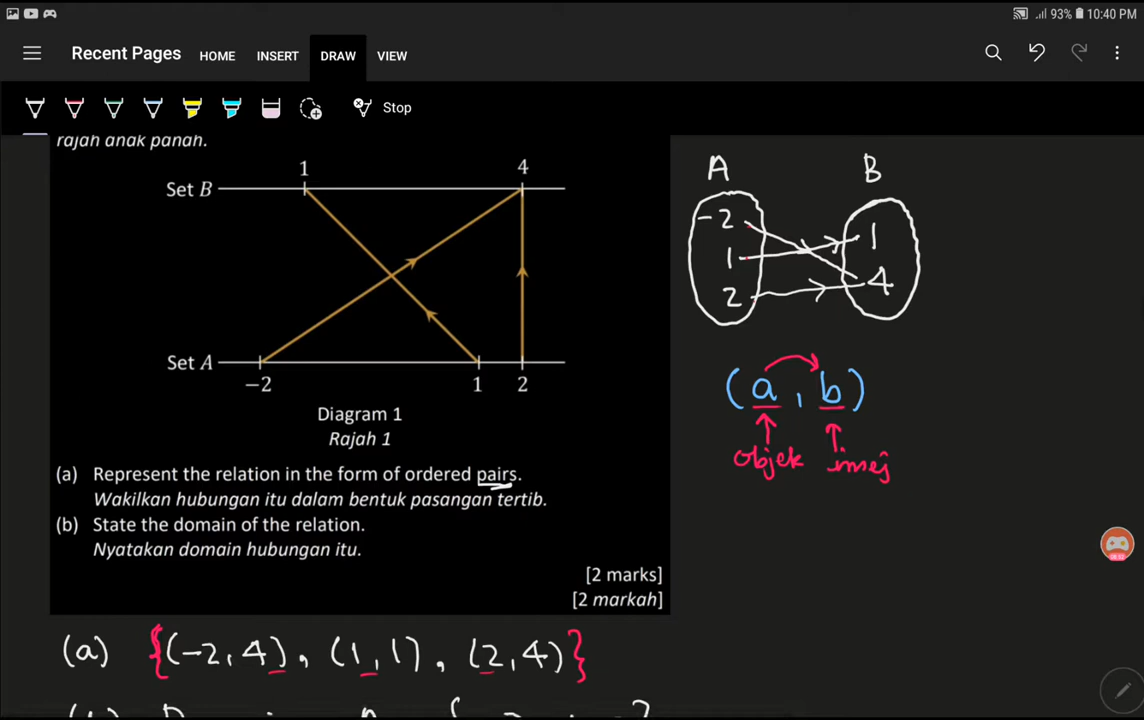 93% 10:40 PM
Recent Pages HOME INSERT DRAW VIEW
Stop
rajah anak panah.
1 4
Set B
Set A
−2 1 2
Diagram 1
Rajah 1
(a) Represent the relation in the form of ordered pairs.
Wakilkan hubungan itu dalam bentuk pasangan tertib.
(b) State the domain of the relation.
Nyatakan domain hubungan itu.
[2 marks]
[2 markah]
A B
-2
1 1
2 4
(a, b)
objek imej
(a) {(-2,4), (1,1), (2,4)}